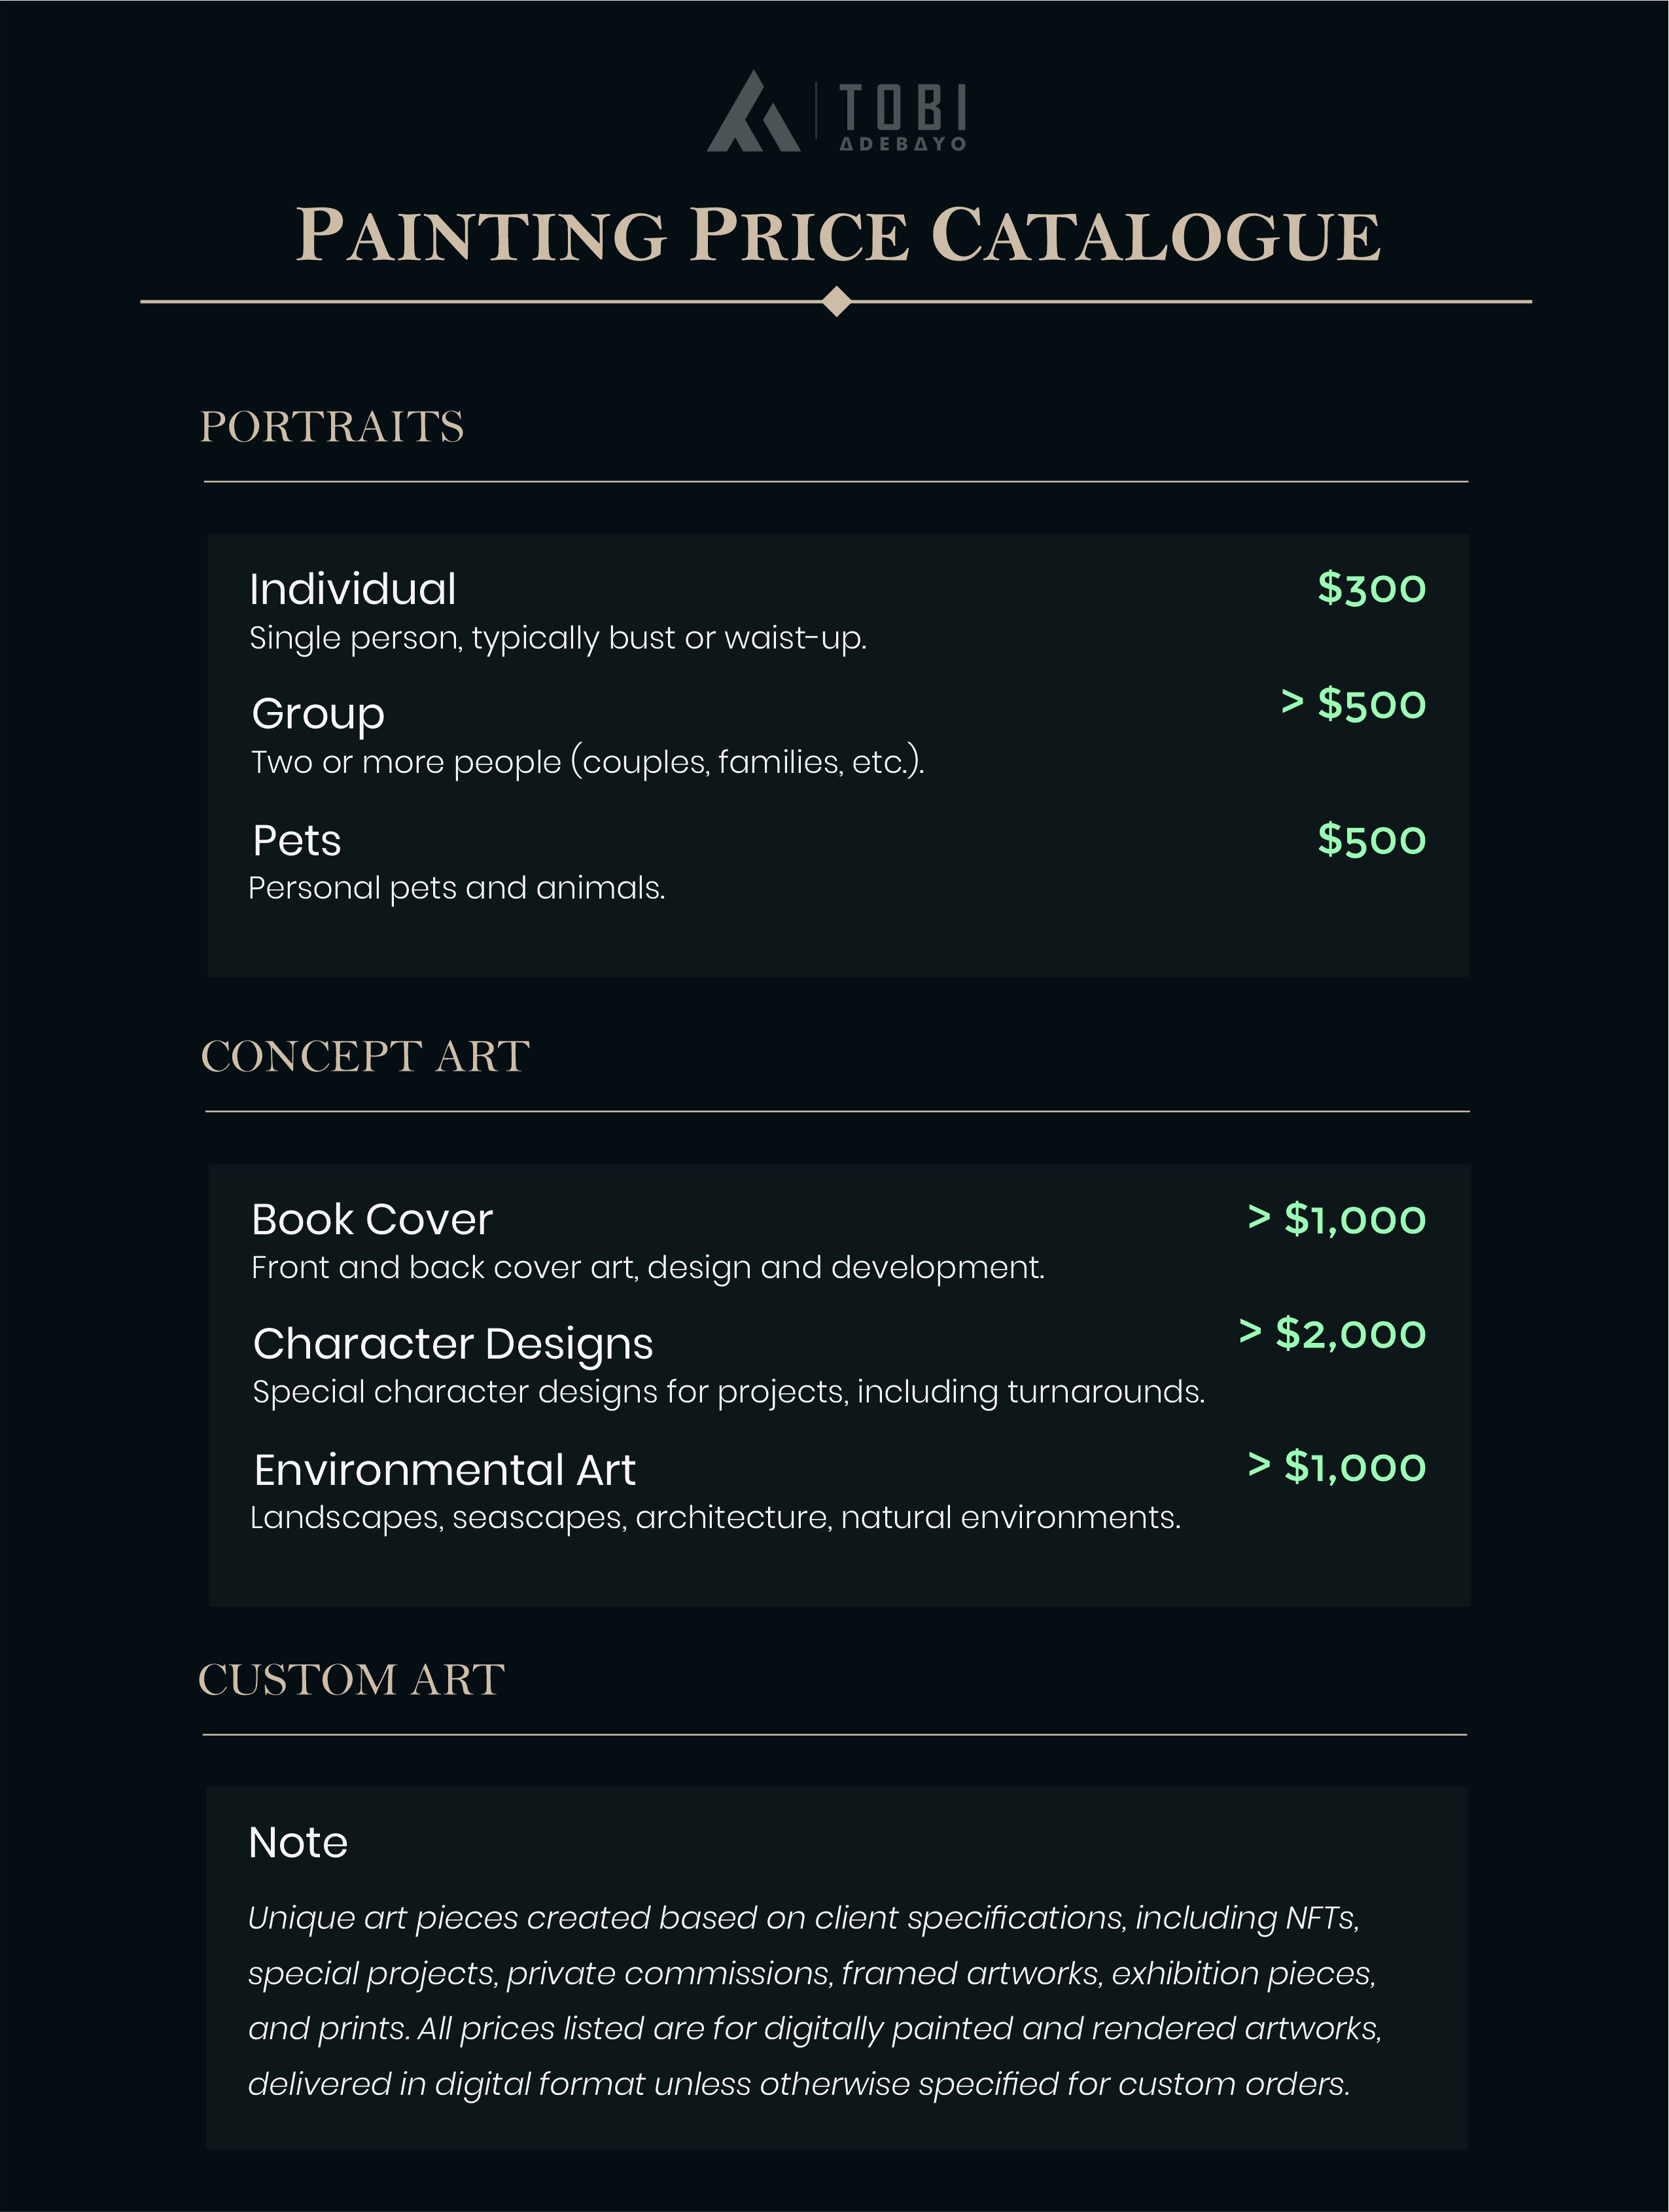 TOBI
ADEBAYO
PAINTING PRICE CATALOGUE
PORTRAITS
Individual $300
Single person, typically bust or waist-up.
Group > $500
Two or more people (couples, families, etc.).
Pets $500
Personal pets and animals.
CONCEPT ART
Book Cover > $1,000
Front and back cover art, design and development.
Character Designs > $2,000
Special character designs for projects, including turnarounds.
Environmental Art > $1,000
Landscapes, seascapes, architecture, natural environments.
CUSTOM ART
Note
Unique art pieces created based on client specifications, including NFTs,
special projects, private commissions, framed artworks, exhibition pieces,
and prints. All prices listed are for digitally painted and rendered artworks,
delivered in digital format unless otherwise specified for custom orders.